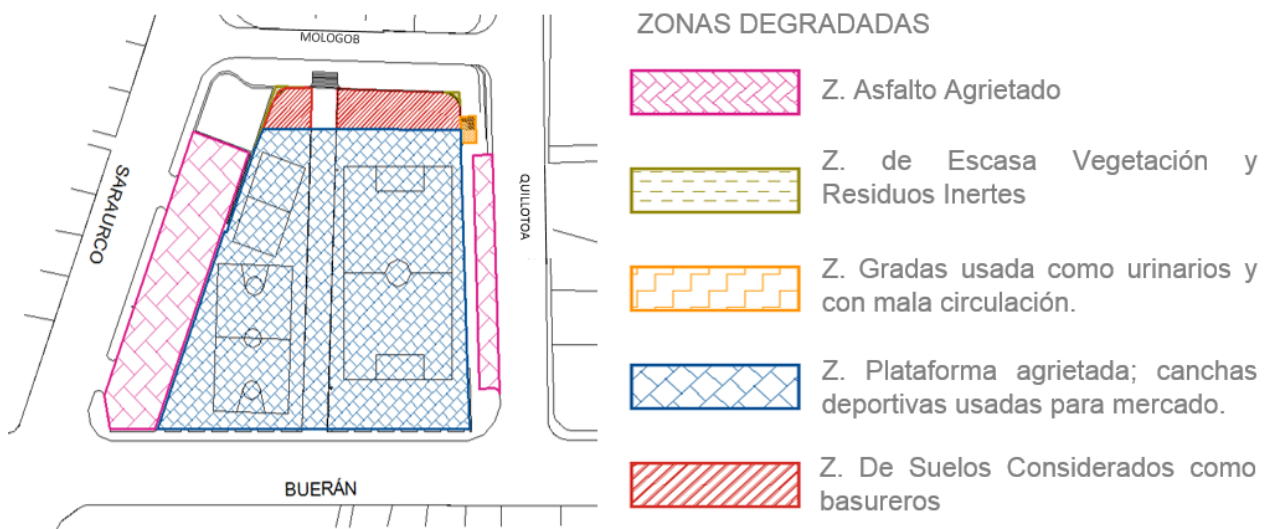 MOLOGOB
SARAURCO
QUILLOTOA
BUERÁN
ZONAS DEGRADADAS
Z. Asfalto Agrietado
Z. de Escasa Vegetación y
Residuos Inertes
Z. Gradas usada como urinarios y
con mala circulación.
Z. Plataforma agrietada; canchas
deportivas usadas para mercado.
Z. De Suelos Considerados como
basureros